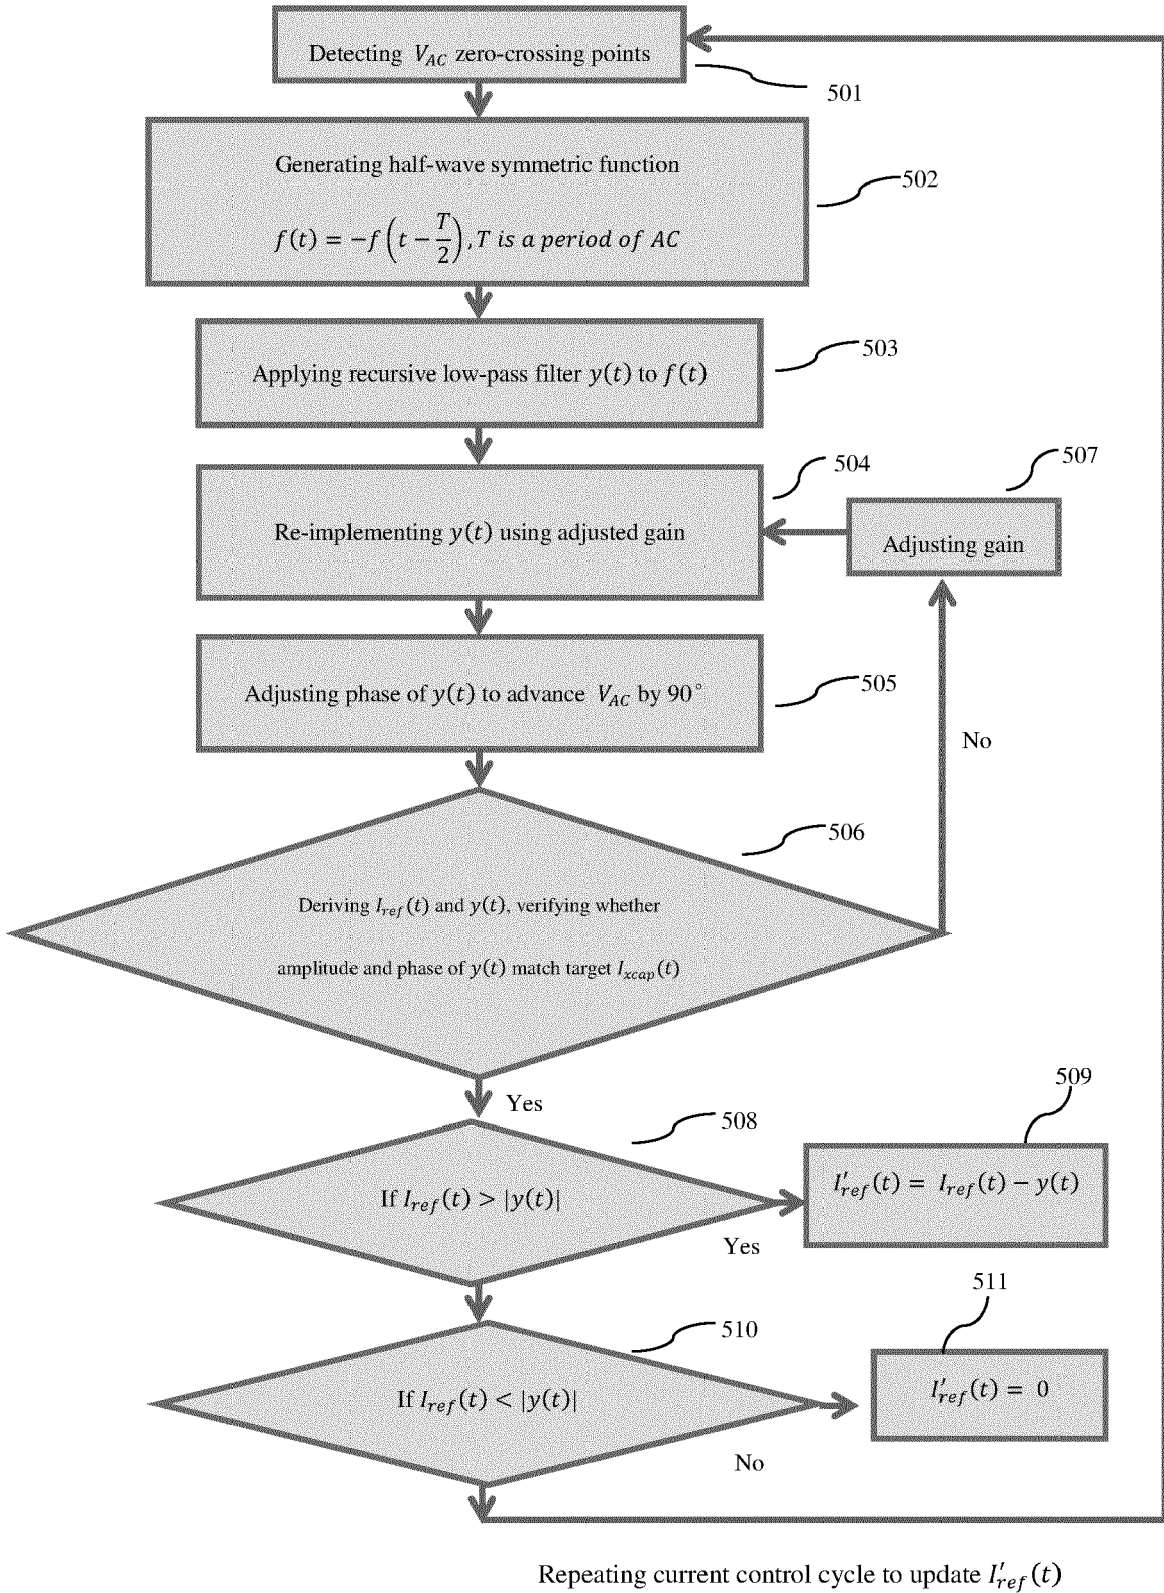 Detecting V_AC zero-crossing points
501
Generating half-wave symmetric function
f(t) = −f(t − T/2), T is a period of AC
502
Applying recursive low-pass filter y(t) to f(t)
503
Re-implementing y(t) using adjusted gain
504
507
Adjusting gain
Adjusting phase of y(t) to advance V_AC by 90°
505
No
506
Deriving I_ref(t) and y(t), verifying whether
amplitude and phase of y(t) match target I_xcap(t)
Yes
508
509
If I_ref(t) > |y(t)|
I'_ref(t) = I_ref(t) − y(t)
Yes
510
511
If I_ref(t) < |y(t)|
I'_ref(t) = 0
No
Repeating current control cycle to update I'_ref(t)